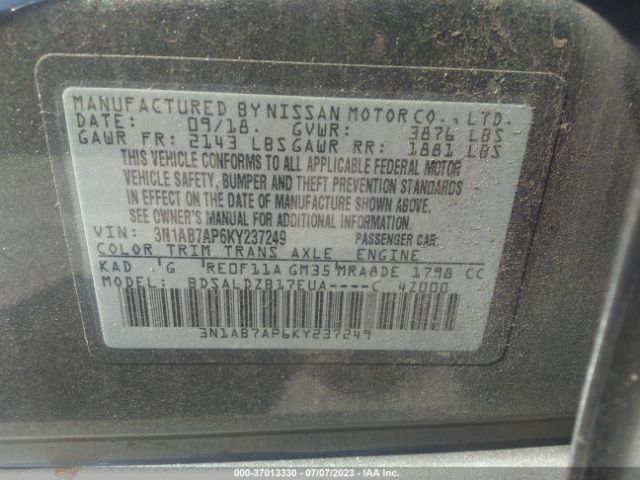 MANUFACTURED BY NISSAN MOTOR CO., LTD.
DATE: 09/18. GVWR: 3876 LBS
GAWR FR: 2143 LBS GAWR RR: 1881 LBS
THIS VEHICLE CONFORMS TO ALL APPLICABLE FEDERAL MOTOR
VEHICLE SAFETY, BUMPER AND THEFT PREVENTION STANDARDS
IN EFFECT ON THE DATE OF MANUFACTURE SHOWN ABOVE.
SEE OWNER'S MANUAL FOR ADDITIONAL INFORMATION.
VIN: 3N1AB7AP6KY237249 PASSENGER CAR
COLOR TRIM TRANS AXLE ENGINE
KAD 'G 'RE0F11A GM35'MRA8DE 1798 CC
MODEL: BDSALDZB17EUA----C 4Z000
3N1AB7AP6KY237249
Stock: 37013330 - 07/07/2023 - IAA Inc.